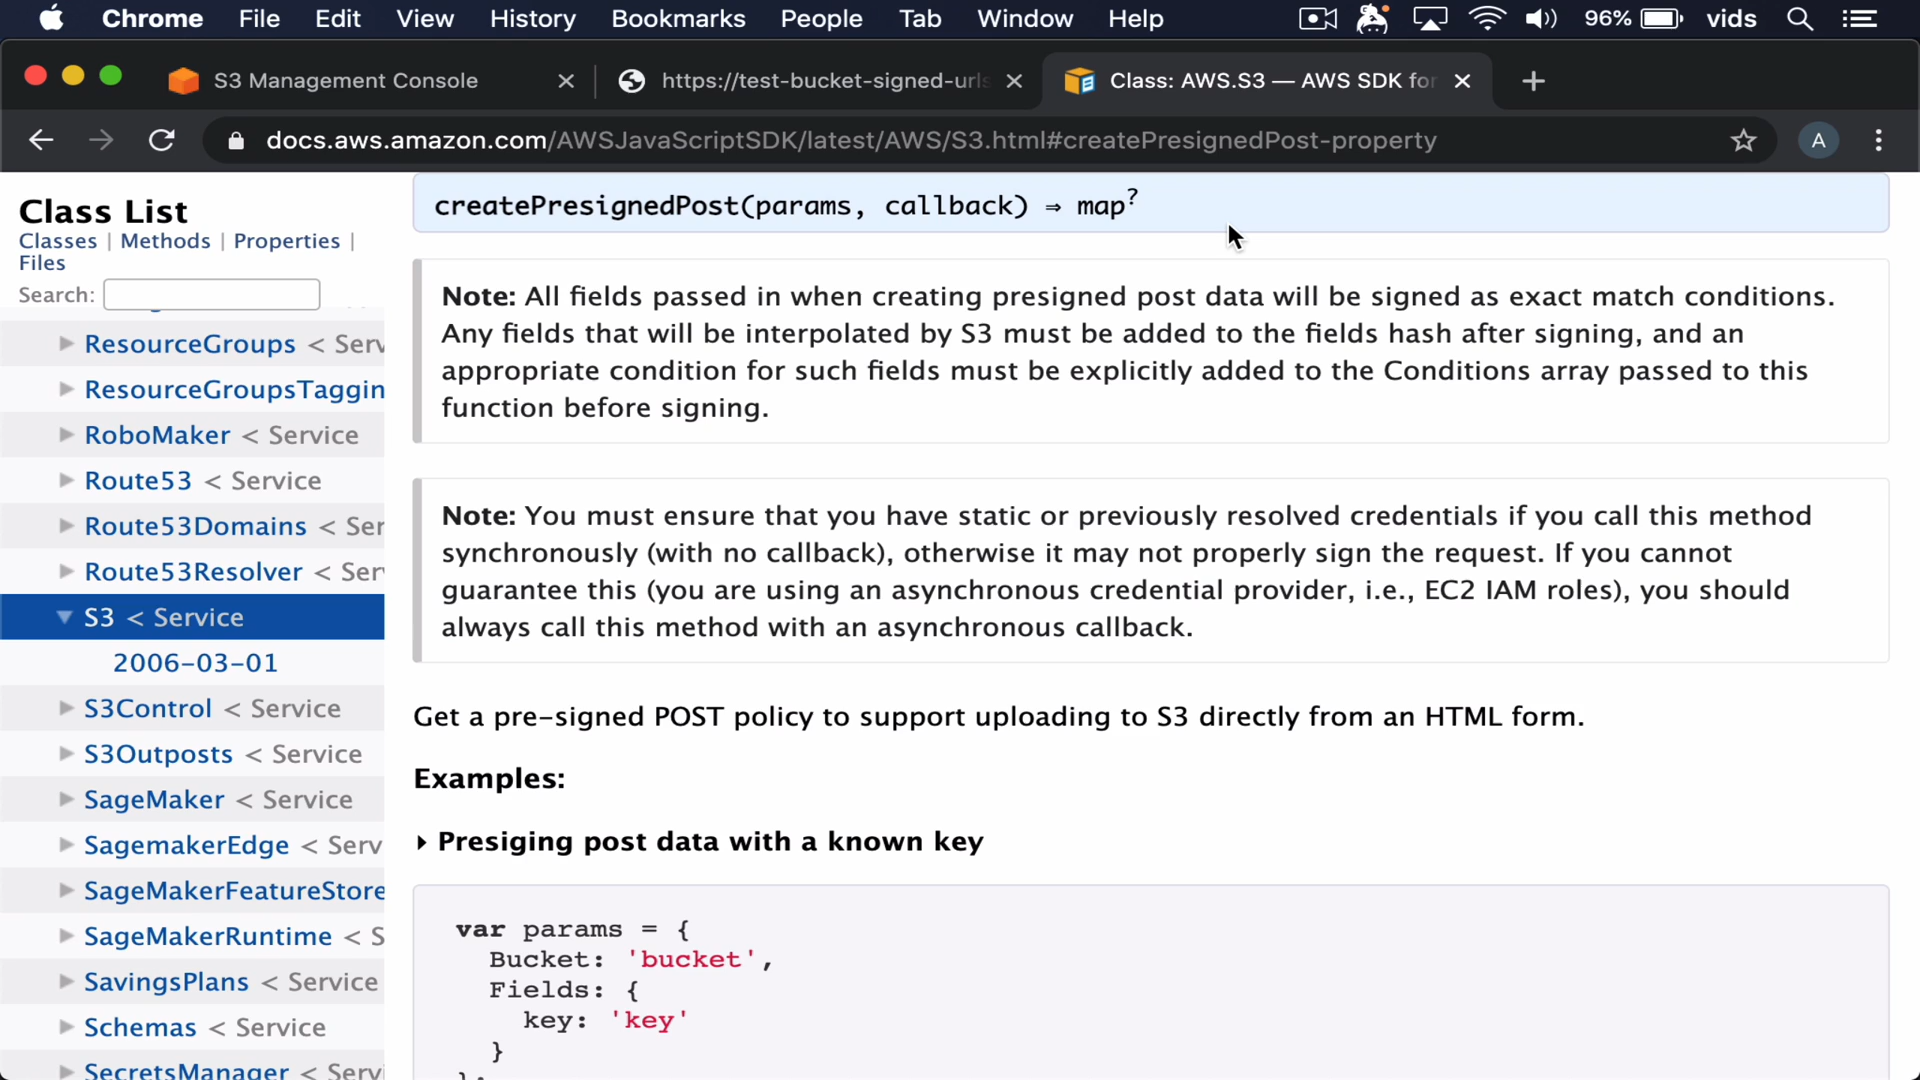 Chrome File Edit View History Bookmarks People Tab Window Help 96% vids
S3 Management Console
https://test-bucket-signed-urls
Class: AWS.S3 — AWS SDK for
docs.aws.amazon.com/AWSJavaScriptSDK/latest/AWS/S3.html#createPresignedPost-property
A
Class List
Classes | Methods | Properties |
Files
Search:
ResourceGroups < Serv
ResourceGroupsTaggin
RoboMaker < Service
Route53 < Service
Route53Domains < Ser
Route53Resolver < Ser
S3 < Service
2006-03-01
S3Control < Service
S3Outposts < Service
SageMaker < Service
SagemakerEdge < Serv
SageMakerFeatureStore
SageMakerRuntime < S
SavingsPlans < Service
Schemas < Service
SecretsManager < Servi
createPresignedPost(params, callback) ⇒ map?
Note: All fields passed in when creating presigned post data will be signed as exact match conditions.
Any fields that will be interpolated by S3 must be added to the fields hash after signing, and an
appropriate condition for such fields must be explicitly added to the Conditions array passed to this
function before signing.
Note: You must ensure that you have static or previously resolved credentials if you call this method
synchronously (with no callback), otherwise it may not properly sign the request. If you cannot
guarantee this (you are using an asynchronous credential provider, i.e., EC2 IAM roles), you should
always call this method with an asynchronous callback.
Get a pre-signed POST policy to support uploading to S3 directly from an HTML form.
Examples:
Presiging post data with a known key
var params = {
Bucket: 'bucket',
Fields: {
key: 'key'
}
};